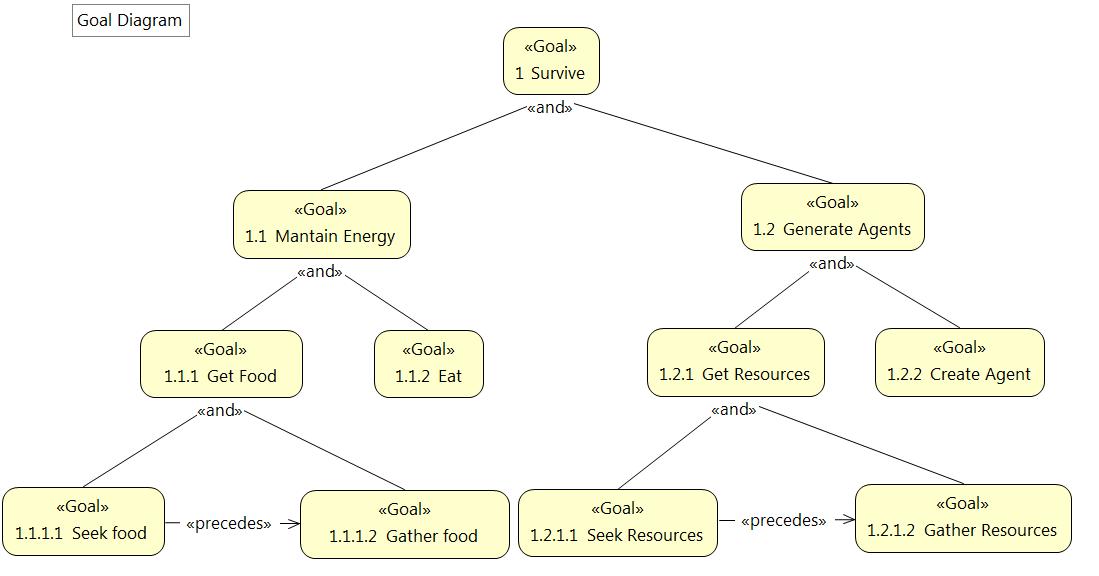 Goal Diagram
«Goal»
1 Survive
«and»
«Goal»
1.1 Mantain Energy
«Goal»
1.2 Generate Agents
«and»
«and»
«Goal»
1.1.1 Get Food
«Goal»
1.1.2 Eat
«Goal»
1.2.1 Get Resources
«Goal»
1.2.2 Create Agent
«and»
«and»
«Goal»
1.1.1.1 Seek food
«precedes»
«Goal»
1.1.1.2 Gather food
«Goal»
1.2.1.1 Seek Resources
«precedes»
«Goal»
1.2.1.2 Gather Resources